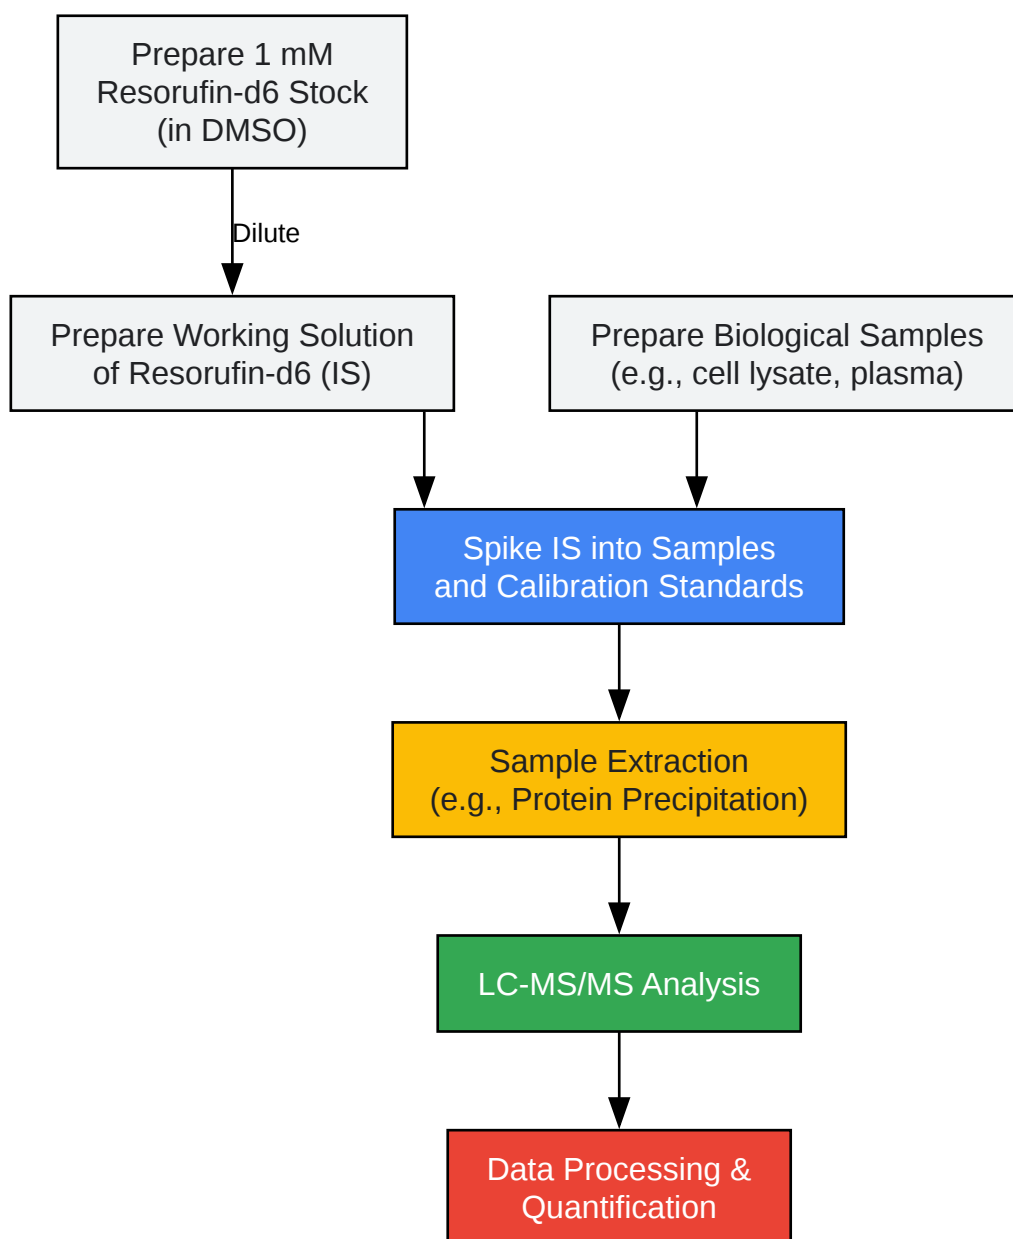 Prepare 1 mM
Resorufin-d6 Stock
(in DMSO)
Dilute
Prepare Working Solution
of Resorufin-d6 (IS)
Prepare Biological Samples
(e.g., cell lysate, plasma)
Spike IS into Samples
and Calibration Standards
Sample Extraction
(e.g., Protein Precipitation)
LC-MS/MS Analysis
Data Processing &
Quantification